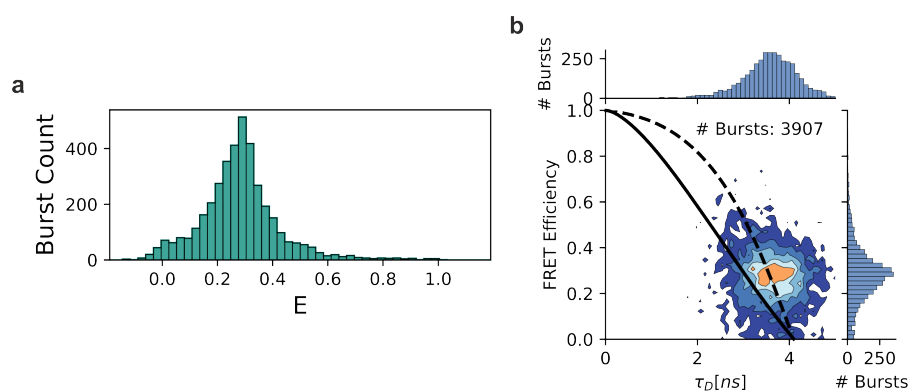 a
Burst Count
400
200
0
0.0 0.2 0.4 0.6 0.8 1.0
E
b
# Bursts
250
0
# Bursts: 3907
FRET Efficiency
1.0
0.8
0.6
0.4
0.2
0.0
0 2 4
τD[ns]
0 250
# Bursts